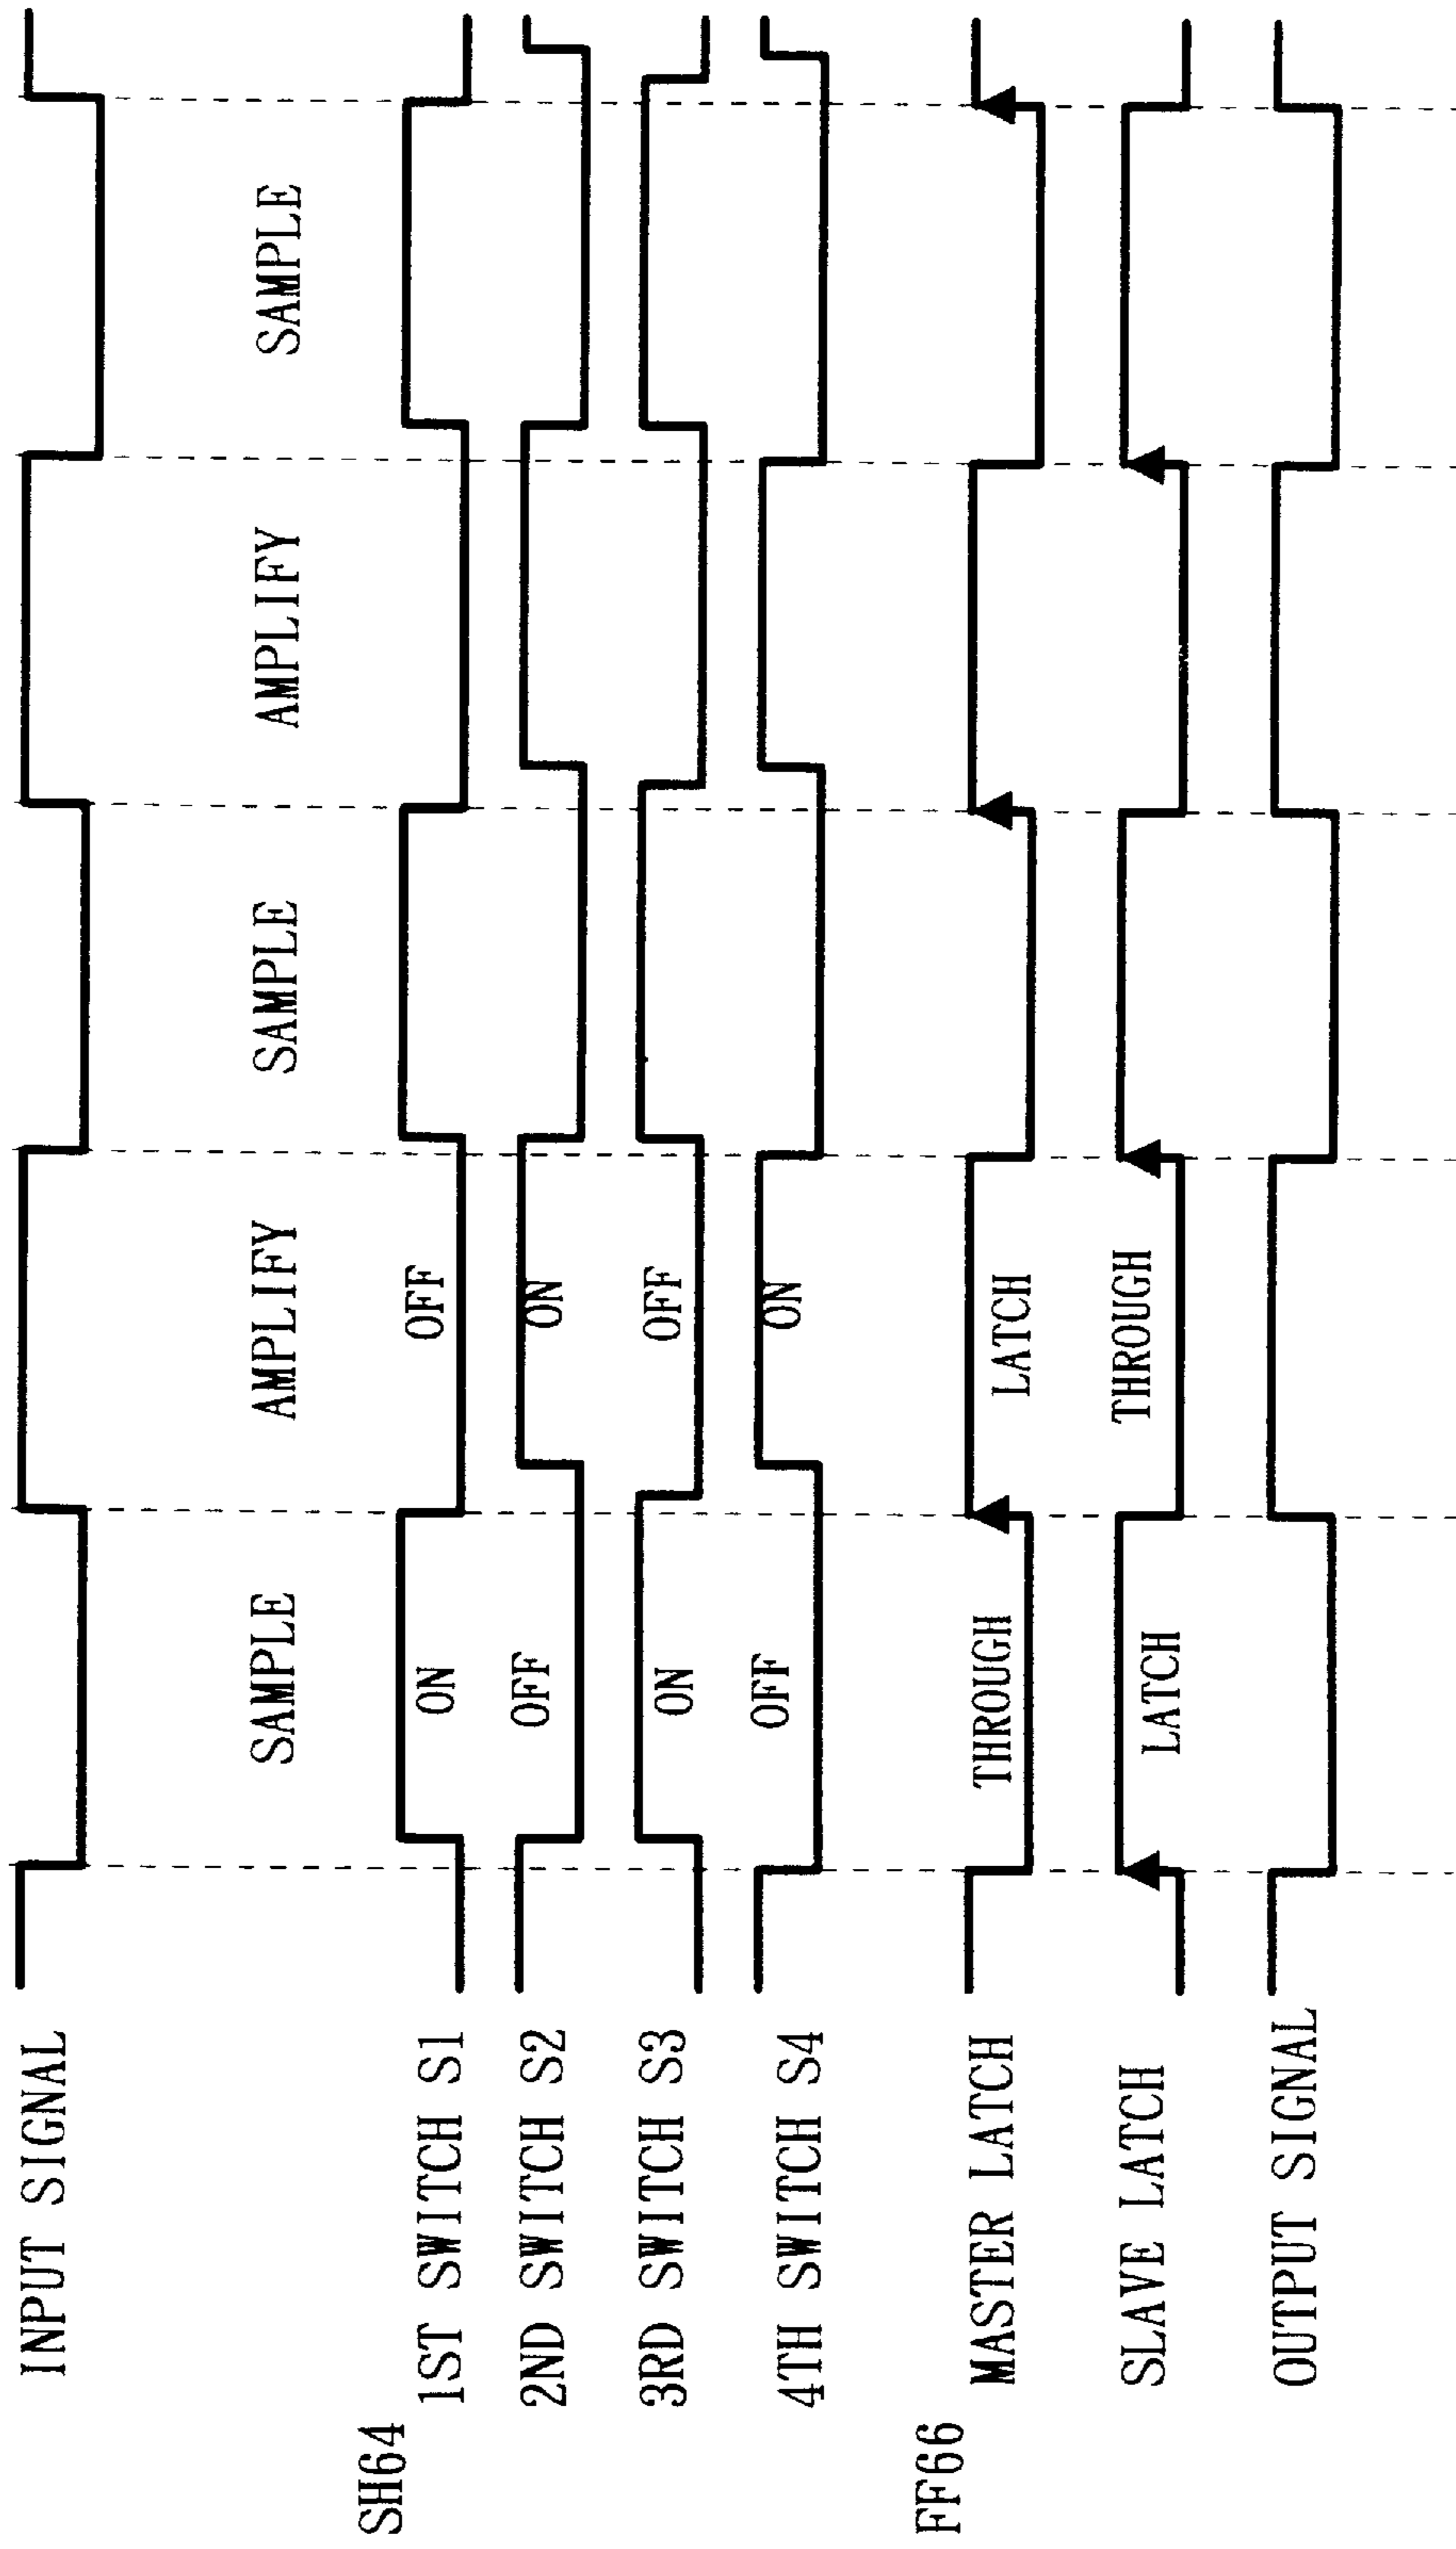 INPUT SIGNAL
SAMPLE AMPLIFY SAMPLE AMPLIFY SAMPLE
SH64
1ST SWITCH S1 ON OFF
2ND SWITCH S2 OFF ON
3RD SWITCH S3 ON OFF
4TH SWITCH S4 OFF ON
FF66
MASTER LATCH THROUGH LATCH
SLAVE LATCH LATCH THROUGH
OUTPUT SIGNAL